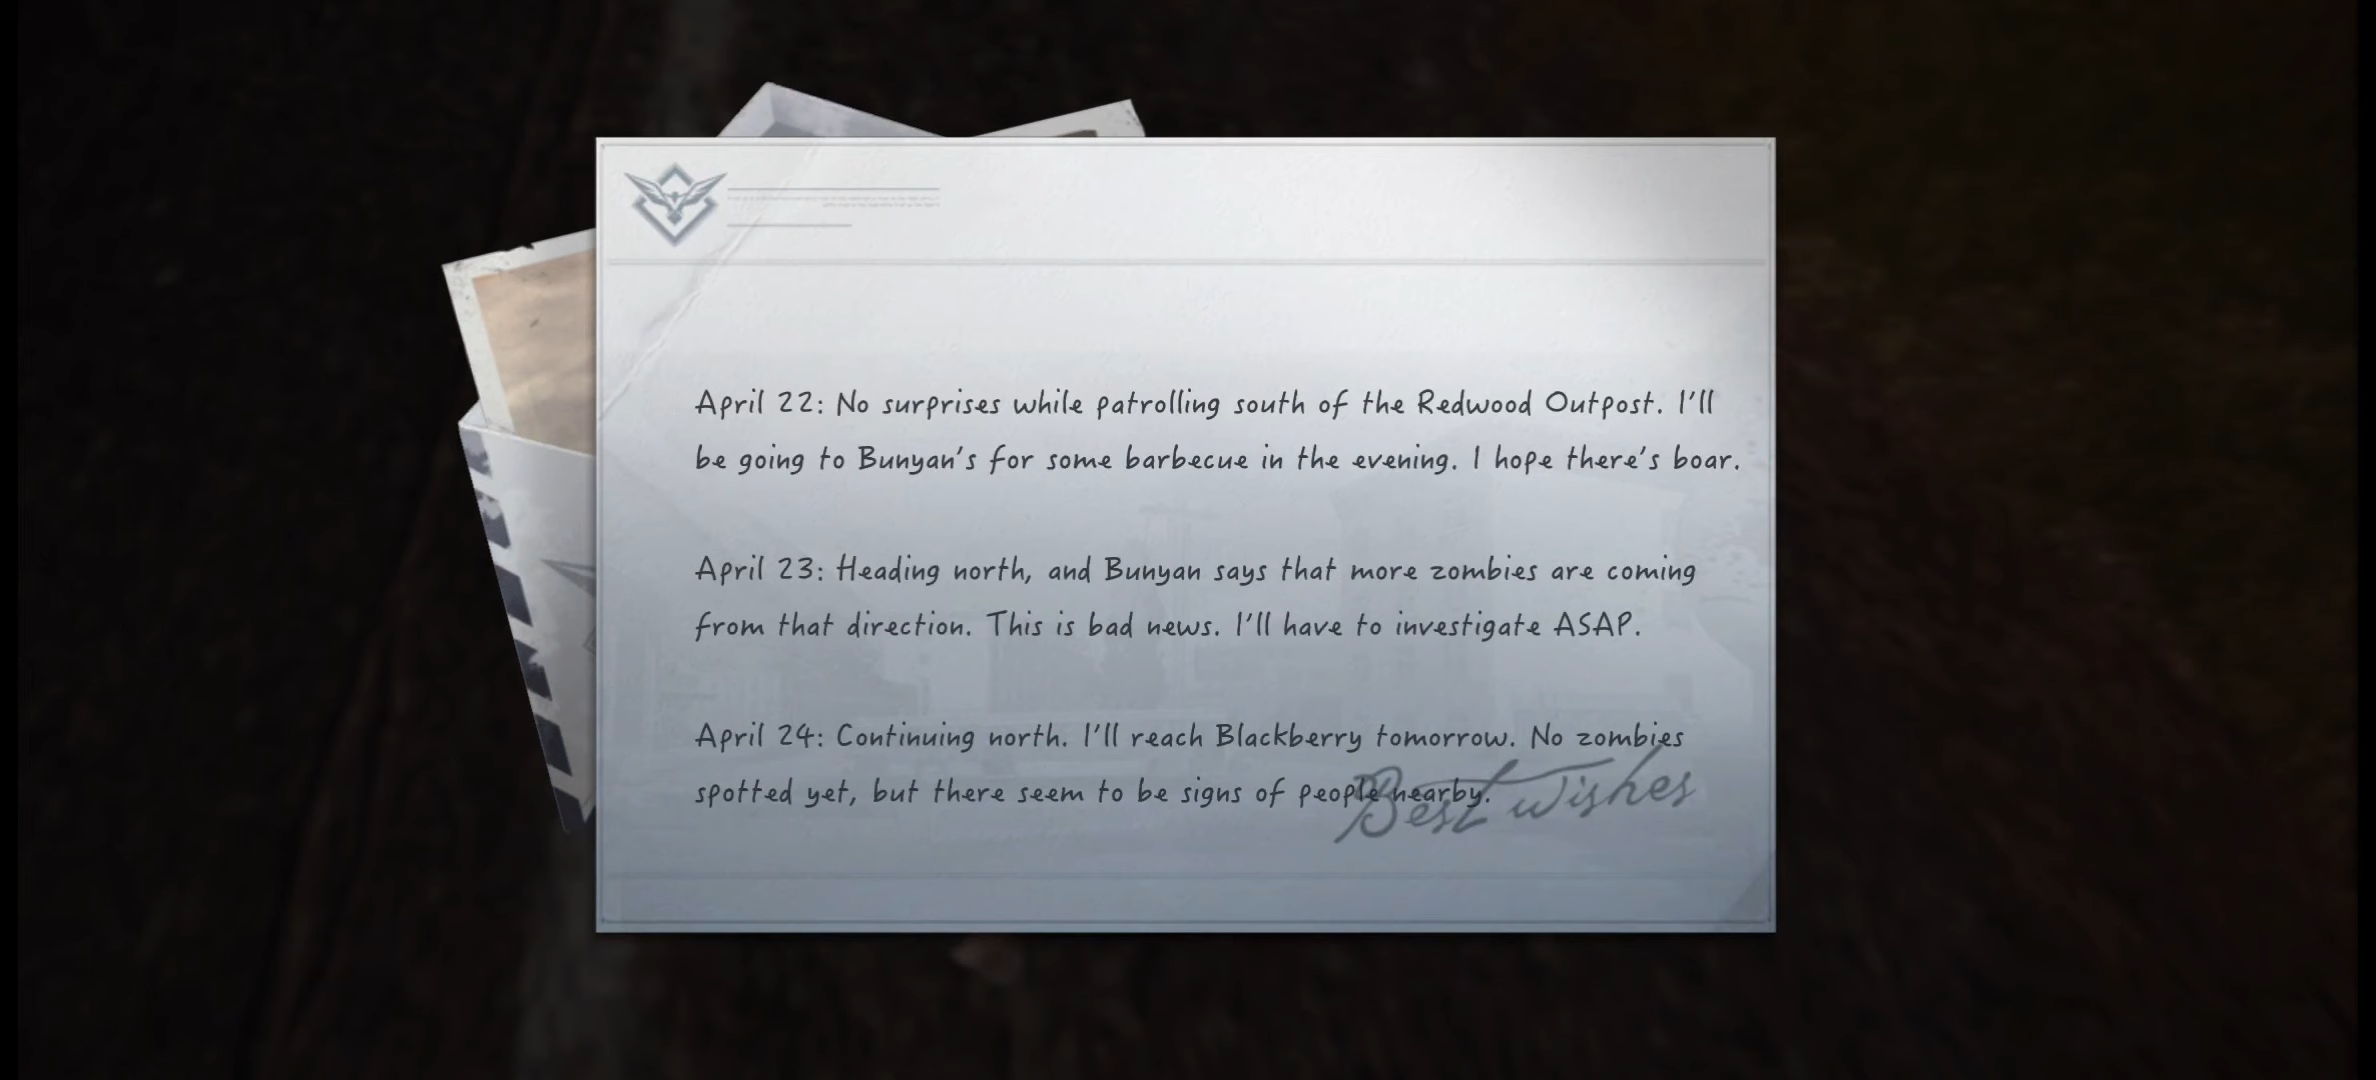 April 22: No surprises while patrolling south of the Redwood Outpost. I'll
be going to Bunyan's for some barbecue in the evening. I hope there's boar.
April 23: Heading north, and Bunyan says that more zombies are coming
from that direction. This is bad news. I'll have to investigate ASAP.
April 24: Continuing north. I'll reach Blackberry tomorrow. No zombies
spotted yet, but there seem to be signs of people nearby.
Best wishes